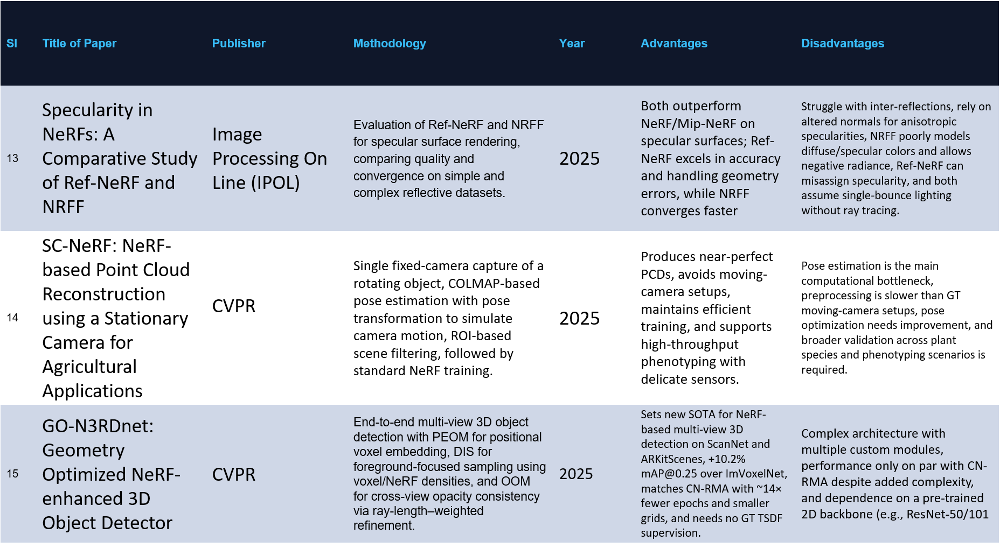 Sl
Title of Paper
Publisher
Methodology
Year
Advantages
Disadvantages
13
Specularity in
NeRFs: A
Comparative Study
of Ref-NeRF and
NRFF
Image
Processing On
Line (IPOL)
Evaluation of Ref-NeRF and NRFF
for specular surface rendering,
comparing quality and
convergence on simple and
complex reflective datasets.
2025
Both outperform
NeRF/Mip-NeRF on
specular surfaces; Ref-
NeRF excels in accuracy
and handling geometry
errors, while NRFF
converges faster
Struggle with inter-reflections, rely on
altered normals for anisotropic
specularities, NRFF poorly models
diffuse/specular colors and allows
negative radiance, Ref-NeRF can
misassign specularity, and both
assume single-bounce lighting
without ray tracing.
14
SC-NeRF: NeRF-
based Point Cloud
Reconstruction
using a Stationary
Camera for
Agricultural
Applications
CVPR
Single fixed-camera capture of a
rotating object, COLMAP-based
pose estimation with pose
transformation to simulate
camera motion, ROI-based
scene filtering, followed by
standard NeRF training.
2025
Produces near-perfect
PCDs, avoids moving-
camera setups,
maintains efficient
training, and supports
high-throughput
phenotyping with
delicate sensors.
Pose estimation is the main
computational bottleneck,
preprocessing is slower than GT
moving-camera setups, pose
optimization needs improvement, and
broader validation across plant
species and phenotyping scenarios is
required.
15
GO-N3RDnet:
Geometry
Optimized NeRF-
enhanced 3D
Object Detector
CVPR
End-to-end multi-view 3D object
detection with PEOM for positional
voxel embedding, DIS for
foreground-focused sampling using
voxel/NeRF densities, and OOM
for cross-view opacity consistency
via ray-length–weighted
refinement.
2025
Sets new SOTA for NeRF-
based multi-view 3D
detection on ScanNet and
ARKitScenes, +10.2%
mAP@0.25 over ImVoxelNet,
matches CN-RMA with ~14×
fewer epochs and smaller
grids, and needs no GT TSDF
supervision.
Complex architecture with
multiple custom modules,
performance only on par with CN-
RMA despite added complexity,
and dependence on a pre-trained
2D backbone (e.g., ResNet-50/101